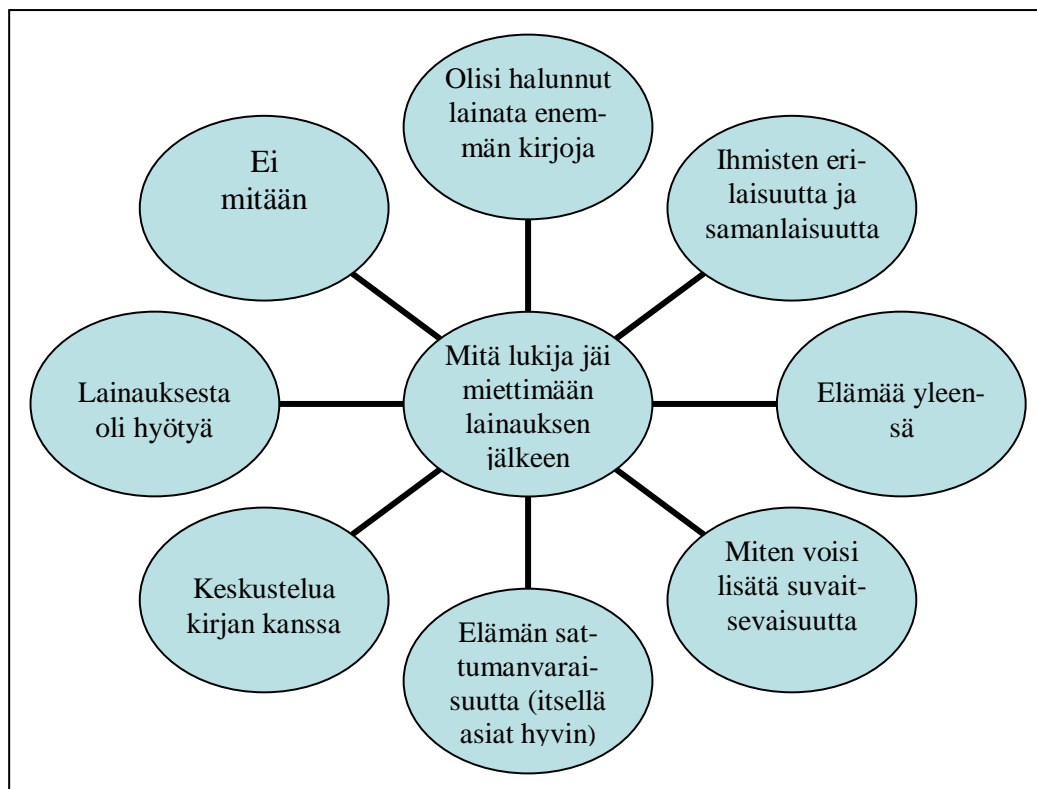 Olisi halunnut
lainata enem-
män kirjoja
Ihmisten eri-
laisuutta ja
samanlaisuutta
Elämää yleen-
sä
Miten voisi
lisätä suvait-
sevaisuutta
Elämän sat-
tumanvarai-
suutta (itsellä
asiat hyvin)
Keskustelua
kirjan kanssa
Lainauksesta
oli hyötyä
Ei
mitään
Mitä lukija jäi
miettimään
lainauksen
jälkeen